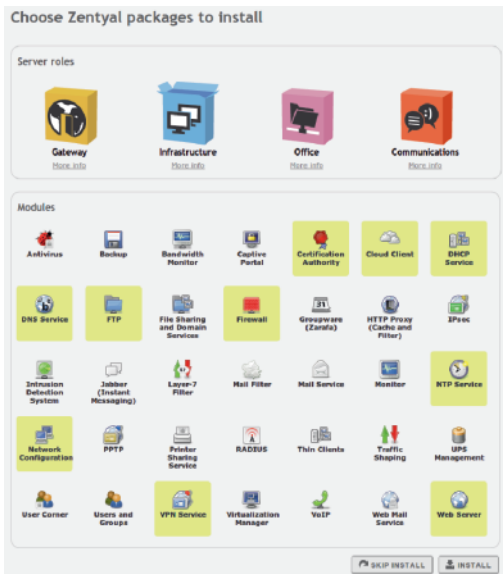 Choose Zentyal packages to install
Server roles
Gateway
More info
Infrastructure
More info
Office
More info
Communications
More info
Modules
Antivirus
Backup
Bandwidth
Monitor
Captive
Portal
Certification
Authority
Cloud Client
DHCP
Service
DNS Service
FTP
File Sharing
and Domain
Services
Firewall
Groupware
(Zarafa)
HTTP Proxy
(Cache and
Filter)
IPsec
Intrusion
Detection
System
Jabber
(Instant
Messaging)
Layer-7
Filter
Mail Filter
Mail Service
Monitor
NTP Service
Network
Configuration
PPTP
Printer
Sharing
Service
RADIUS
Thin Clients
Traffic
Shaping
UPS
Management
User Corner
Users and
Groups
VPN Service
Virtualization
Manager
VoIP
Web Mail
Service
Web Server
SKIP INSTALL
INSTALL